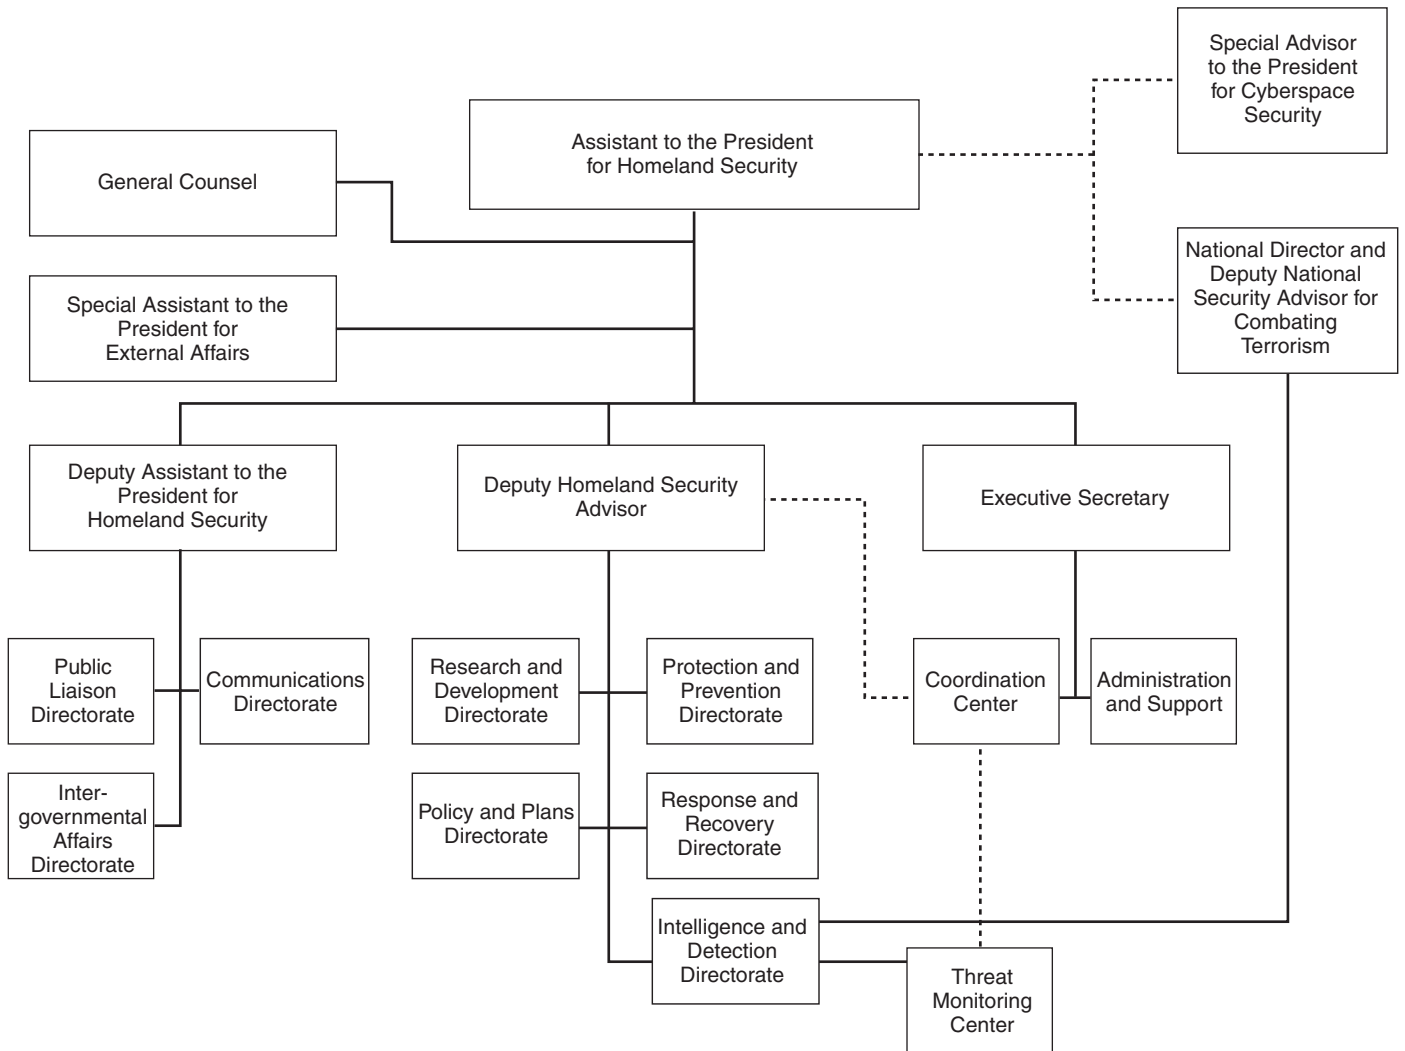 Special Advisor
to the President
for Cyberspace
Security
Assistant to the President
for Homeland Security
General Counsel
National Director and
Deputy National
Security Advisor for
Combating
Terrorism
Special Assistant to the
President for
External Affairs
Deputy Assistant to the
President for
Homeland Security
Deputy Homeland Security
Advisor
Executive Secretary
Public
Liaison
Directorate
Communications
Directorate
Research and
Development
Directorate
Protection and
Prevention
Directorate
Coordination
Center
Administration
and Support
Inter-
governmental
Affairs
Directorate
Policy and Plans
Directorate
Response and
Recovery
Directorate
Intelligence and
Detection
Directorate
Threat
Monitoring
Center